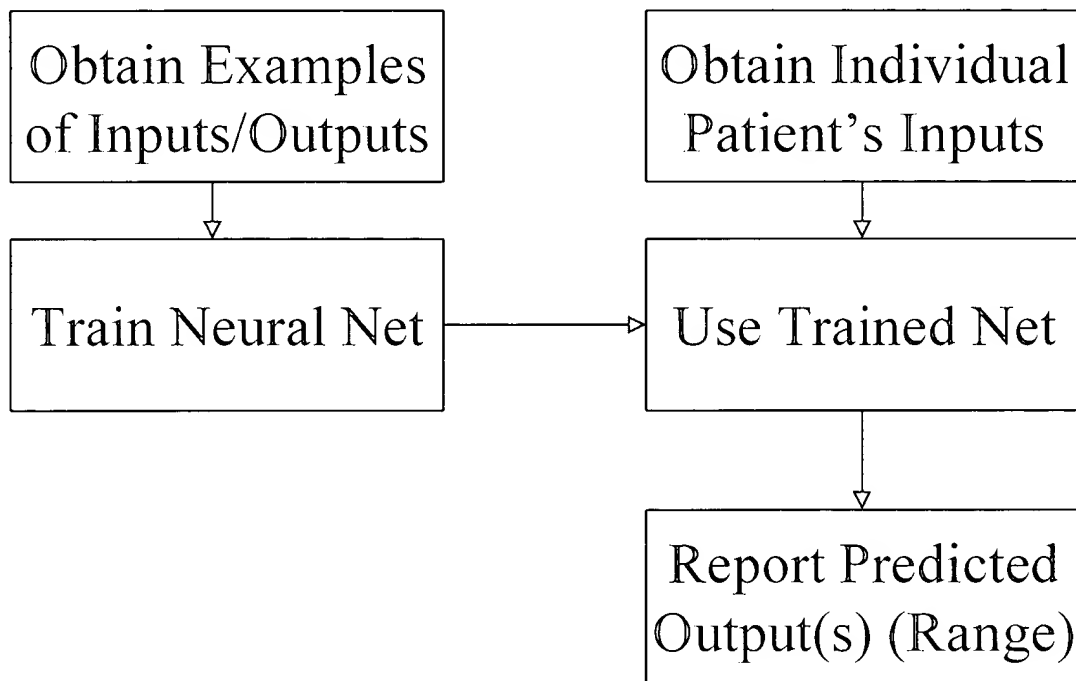 Obtain Examples
of Inputs/Outputs
Train Neural Net
Obtain Individual
Patient's Inputs
Use Trained Net
Report Predicted
Output(s) (Range)